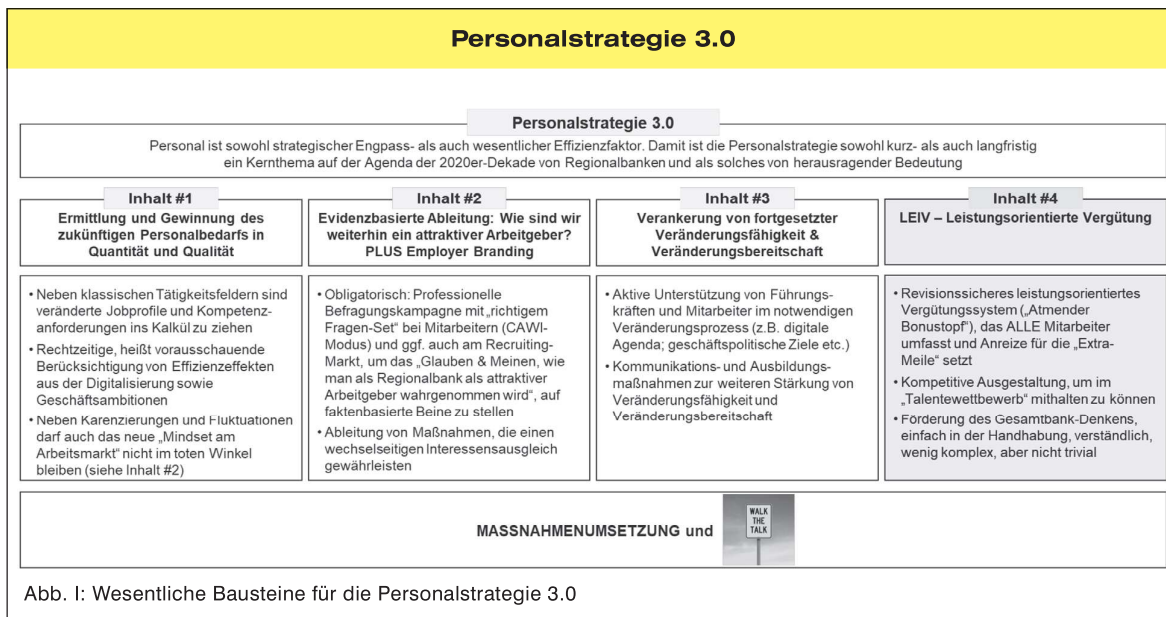 Personalstrategie 3.0
Personalstrategie 3.0
Personal ist sowohl strategischer Engpass- als auch wesentlicher Effizienzfaktor. Damit ist die Personalstrategie sowohl kurz- als auch langfristig
ein Kernthema auf der Agenda der 2020er-Dekade von Regionalbanken und als solches von herausragender Bedeutung
Inhalt #1
Ermittlung und Gewinnung des
zukünftigen Personalbedarfs in
Quantität und Qualität
• Neben klassischen Tätigkeitsfeldern sind
veränderte Jobprofile und Kompetenz-
anforderungen ins Kalkül zu ziehen
• Rechtzeitige, heißt vorausschauende
Berücksichtigung von Effizienzeffekten
aus der Digitalisierung sowie
Geschäftsambitionen
• Neben Karenzierungen und Fluktuationen
darf auch das neue „Mindset am
Arbeitsmarkt“ nicht im toten Winkel
bleiben (siehe Inhalt #2)
Inhalt #2
Evidenzbasierte Ableitung: Wie sind wir
weiterhin ein attraktiver Arbeitgeber?
PLUS Employer Branding
• Obligatorisch: Professionelle
Befragungskampagne mit „richtigem
Fragen-Set“ bei Mitarbeitern (CAWI-
Modus) und ggf. auch am Recruiting-
Markt, um das „Glauben & Meinen, wie
man als Regionalbank als attraktiver
Arbeitgeber wahrgenommen wird“, auf
faktenbasierte Beine zu stellen
• Ableitung von Maßnahmen, die einen
wechselseitigen Interessensausgleich
gewährleisten
Inhalt #3
Verankerung von fortgesetzter
Veränderungsfähigkeit &
Veränderungsbereitschaft
• Aktive Unterstützung von Führungs-
kräften und Mitarbeiter im notwendigen
Veränderungsprozess (z.B. digitale
Agenda; geschäftspolitische Ziele etc.)
• Kommunikations- und Ausbildungs-
maßnahmen zur weiteren Stärkung von
Veränderungsfähigkeit und
Veränderungsbereitschaft
Inhalt #4
LEIV – Leistungsorientierte Vergütung
• Revisionssicheres leistungsorientiertes
Vergütungssystem („Atmender
Bonustopf“), das ALLE Mitarbeiter
umfasst und Anreize für die „Extra-
Meile“ setzt
• Kompetitive Ausgestaltung, um im
„Talentewettbewerb“ mithalten zu können
• Förderung des Gesamtbank-Denkens,
einfach in der Handhabung, verständlich,
wenig komplex, aber nicht trivial
MASSNAHMENUMSETZUNG und
WALK
THE
TALK
Abb. I: Wesentliche Bausteine für die Personalstrategie 3.0